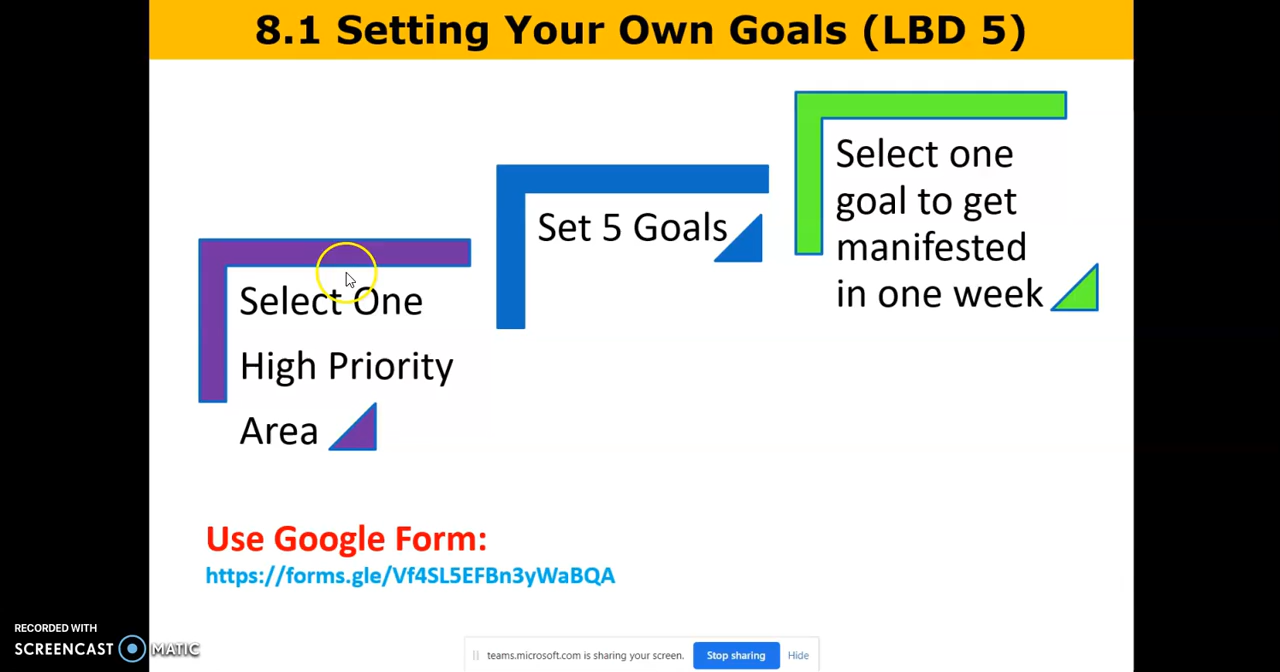 8.1 Setting Your Own Goals (LBD 5)
Select One
High Priority
Area
Set 5 Goals
Select one
goal to get
manifested
in one week
Use Google Form:
https://forms.gle/Vf4SL5EFBn3yWaBQA
RECORDED WITH
SCREENCAST MATIC
teams.microsoft.com is sharing your screen.
Stop sharing
Hide